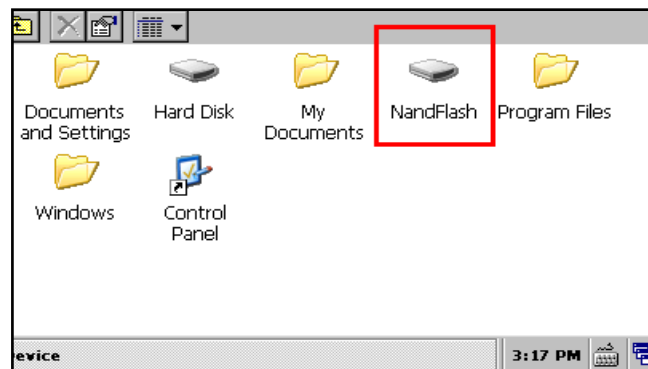 Documents and Settings
Hard Disk
My Documents
NandFlash
Program Files
Windows
Control Panel
evice
3:17 PM